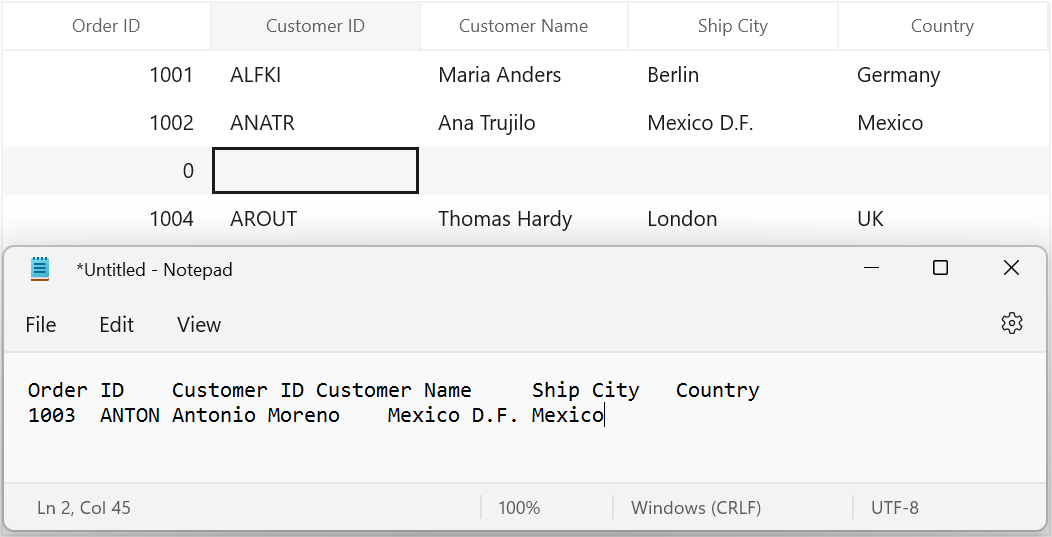 Order ID Customer ID Customer Name Ship City Country
1001 ALFKI Maria Anders Berlin Germany
1002 ANATR Ana Trujilo Mexico D.F. Mexico
0
1004 AROUT Thomas Hardy London UK
*Untitled - Notepad
File Edit View
Order ID Customer ID Customer Name Ship City Country
1003 ANTON Antonio Moreno Mexico D.F. Mexico
Ln 2, Col 45 100% Windows (CRLF) UTF-8